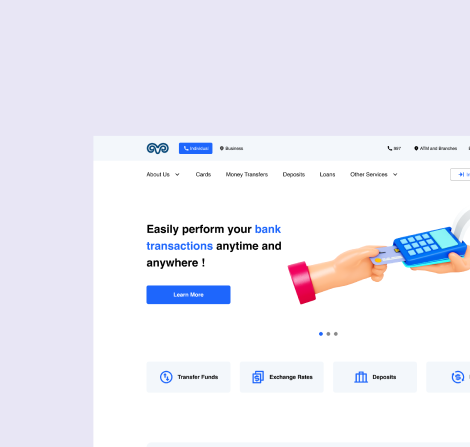 Individual
Business
997
ATM and Branches
About Us
Cards
Money Transfers
Deposits
Loans
Other Services
Easily perform your bank
transactions anytime and
anywhere !
Learn More
Transfer Funds
Exchange Rates
Deposits